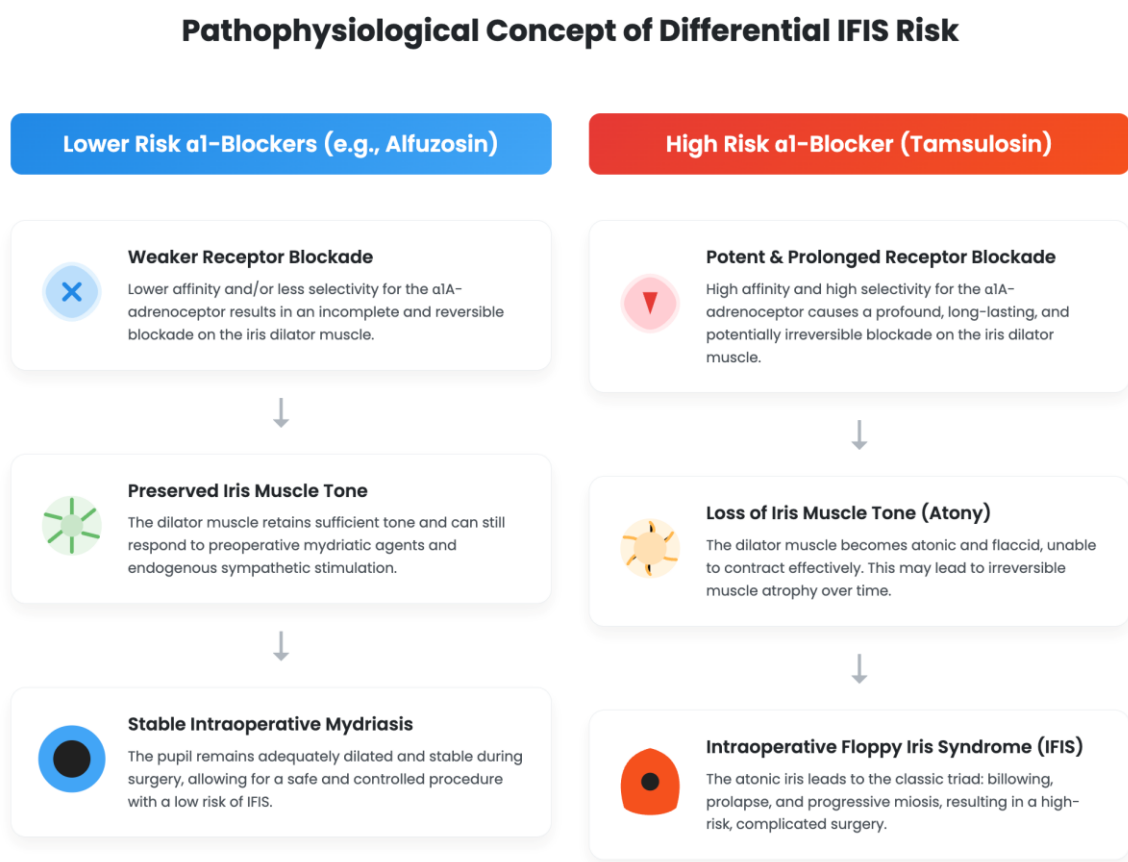 Pathophysiological Concept of Differential IFIS Risk
Lower Risk α1-Blockers (e.g., Alfuzosin)
Weaker Receptor Blockade
Lower affinity and/or less selectivity for the α1A-
adrenoceptor results in an incomplete and reversible
blockade on the iris dilator muscle.
Preserved Iris Muscle Tone
The dilator muscle retains sufficient tone and can still
respond to preoperative mydriatic agents and
endogenous sympathetic stimulation.
Stable Intraoperative Mydriasis
The pupil remains adequately dilated and stable during
surgery, allowing for a safe and controlled procedure
with a low risk of IFIS.
High Risk α1-Blocker (Tamsulosin)
Potent & Prolonged Receptor Blockade
High affinity and high selectivity for the α1A-
adrenoceptor causes a profound, long-lasting, and
potentially irreversible blockade on the iris dilator
muscle.
Loss of Iris Muscle Tone (Atony)
The dilator muscle becomes atonic and flaccid, unable
to contract effectively. This may lead to irreversible
muscle atrophy over time.
Intraoperative Floppy Iris Syndrome (IFIS)
The atonic iris leads to the classic triad: billowing,
prolapse, and progressive miosis, resulting in a high-
risk, complicated surgery.